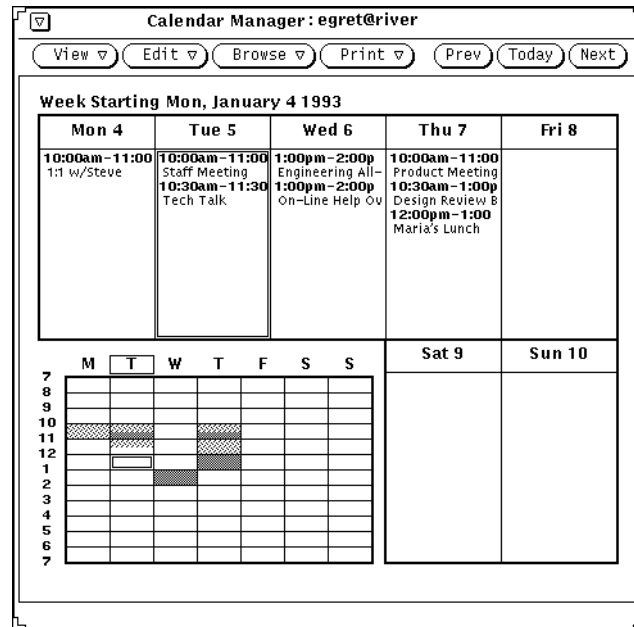 Calendar Manager : egret@river
View Edit Browse Print Prev Today Next
Week Starting Mon, January 4 1993
Mon 4 Tue 5 Wed 6 Thu 7 Fri 8
10:00am-11:00
1:1 w/Steve
10:00am-11:00
Staff Meeting
10:30am-11:30
Tech Talk
1:00pm-2:00p
Engineering All-
1:00pm-2:00p
On-Line Help Ov
10:00am-11:00
Product Meeting
10:30am-1:00p
Design Review B
12:00pm-1:00
Maria's Lunch
M T W T F S S
7
8
9
10
11
12
1
2
3
4
5
6
7
Sat 9 Sun 10